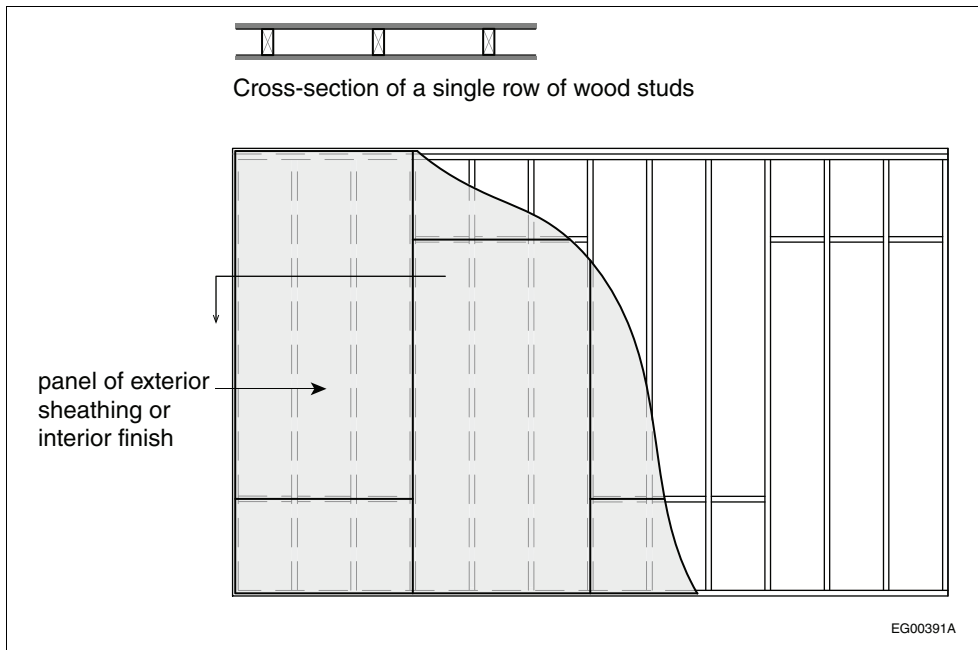 Cross-section of a single row of wood studs
panel of exterior
sheathing or
interior finish
EG00391A